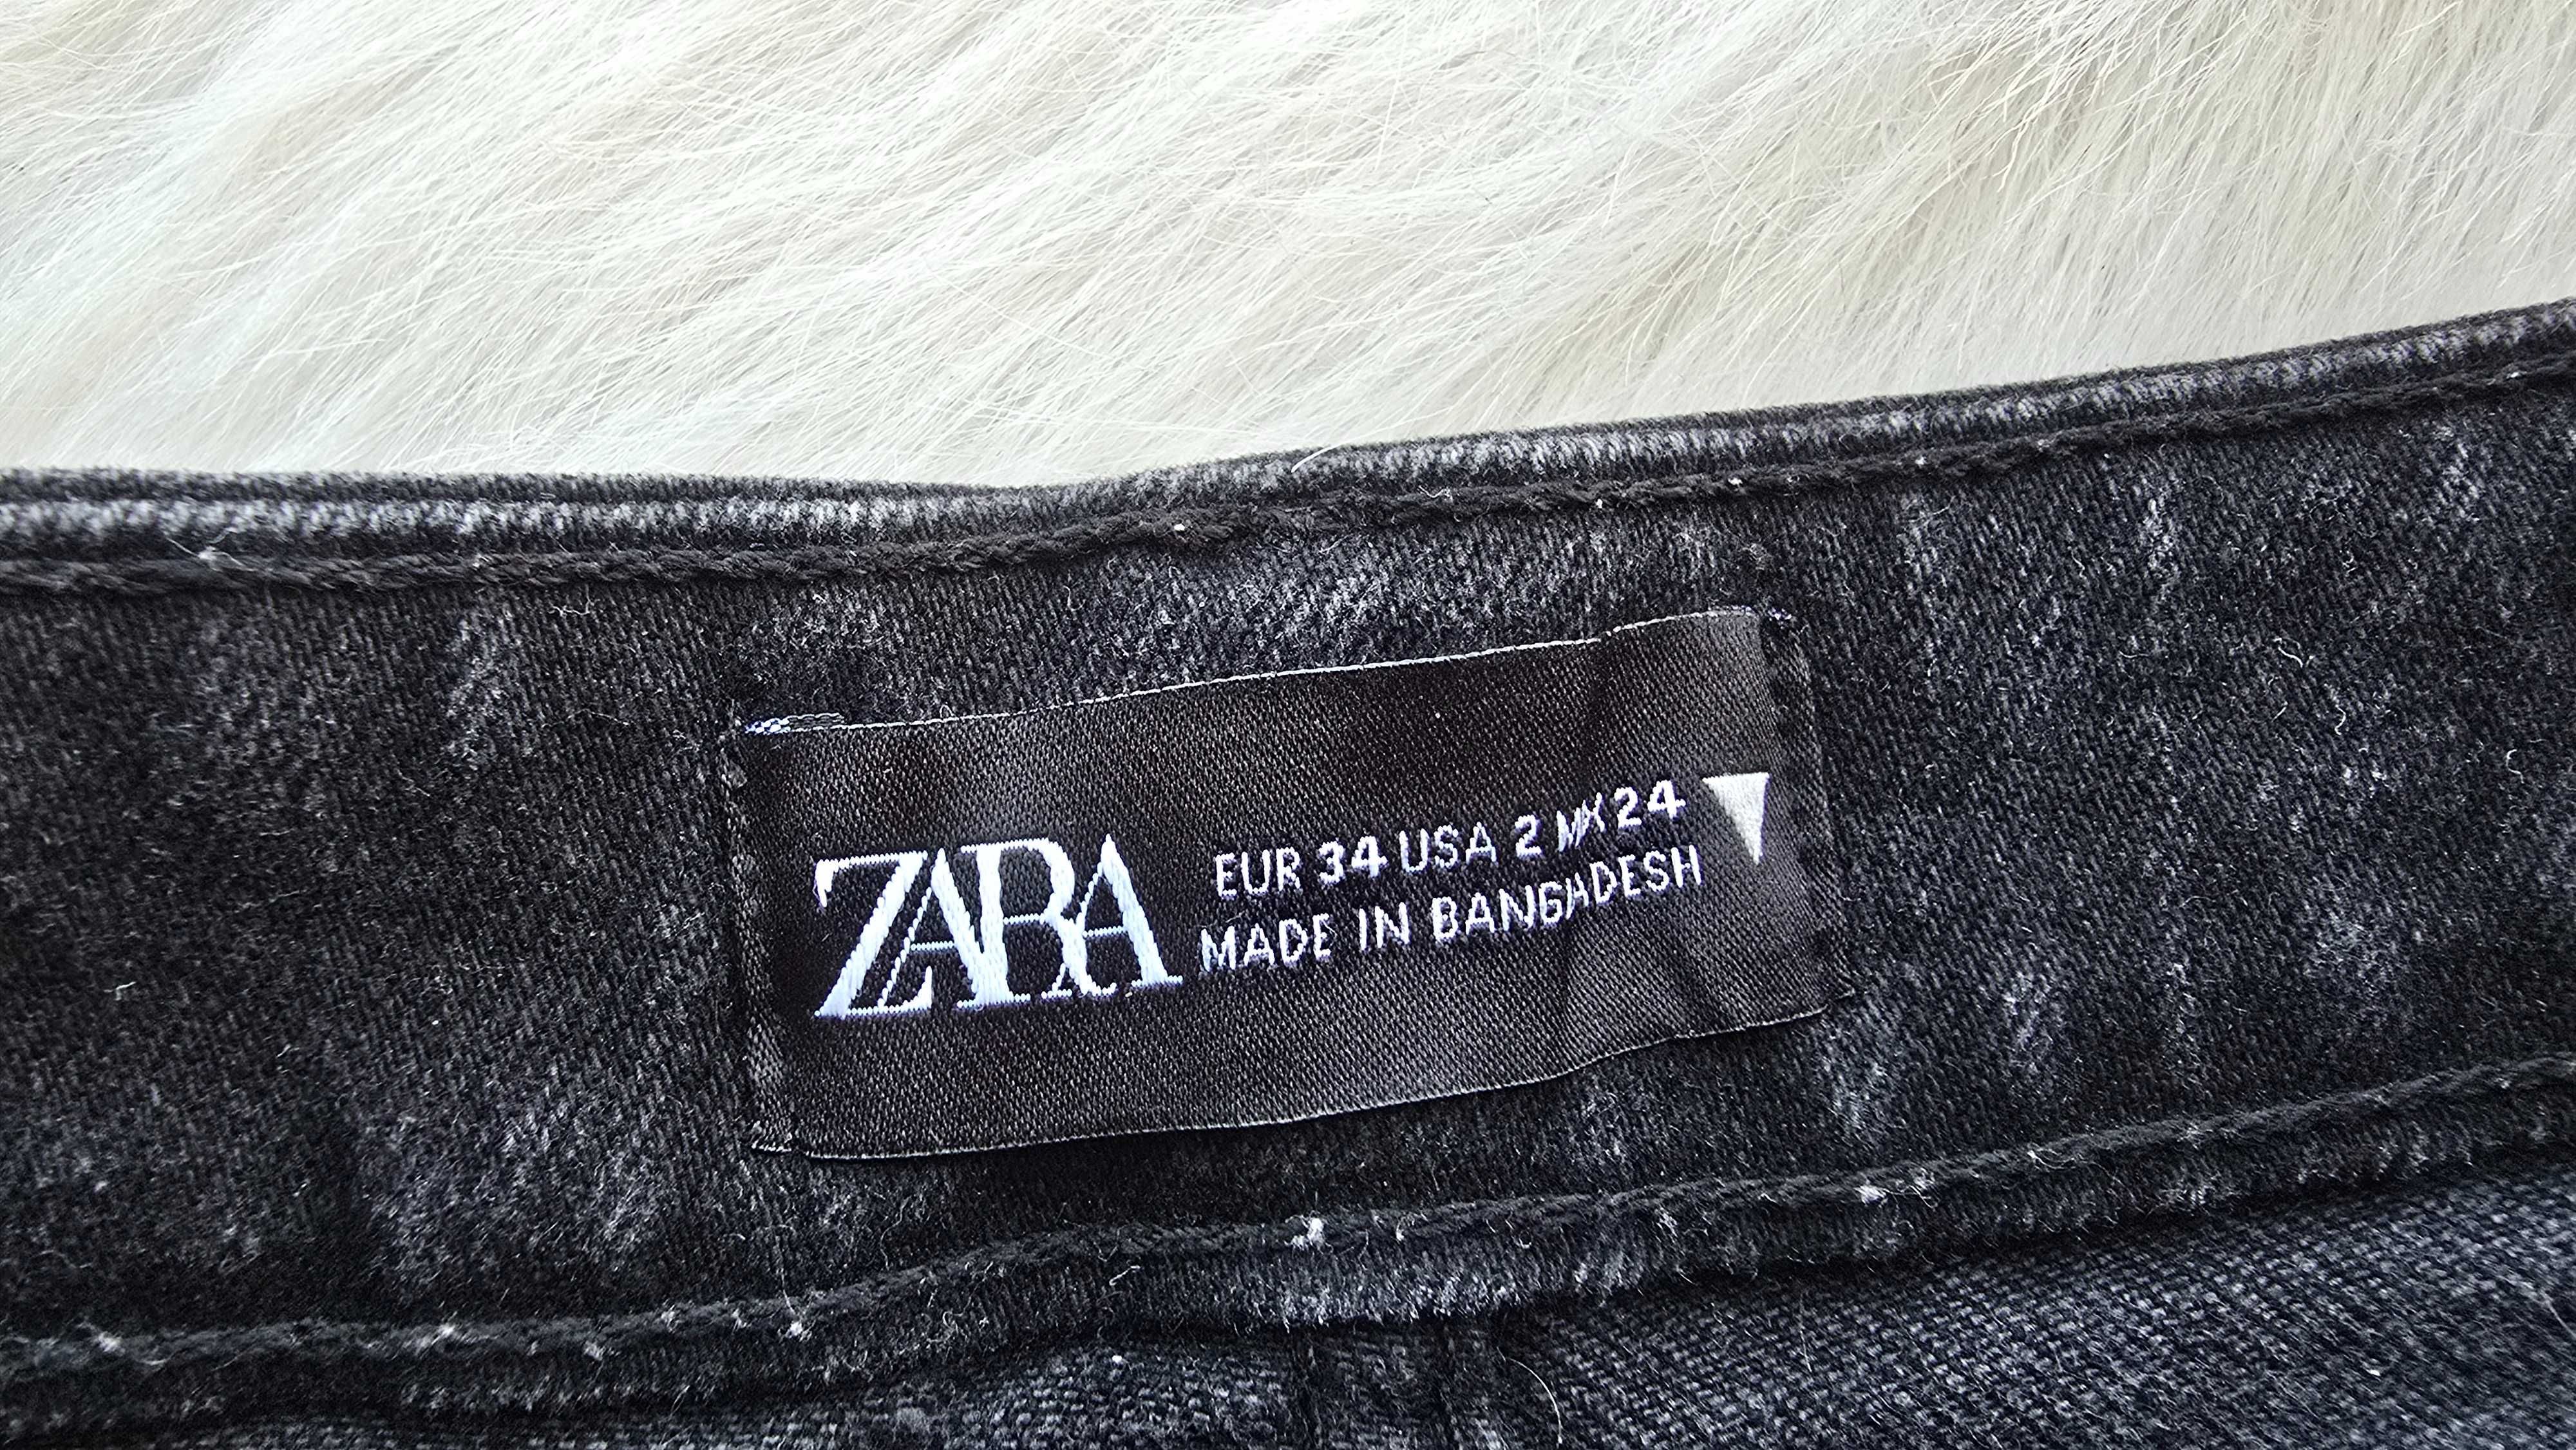 ZARA
EUR 34 USA 2 MX 24
MADE IN BANGADESH